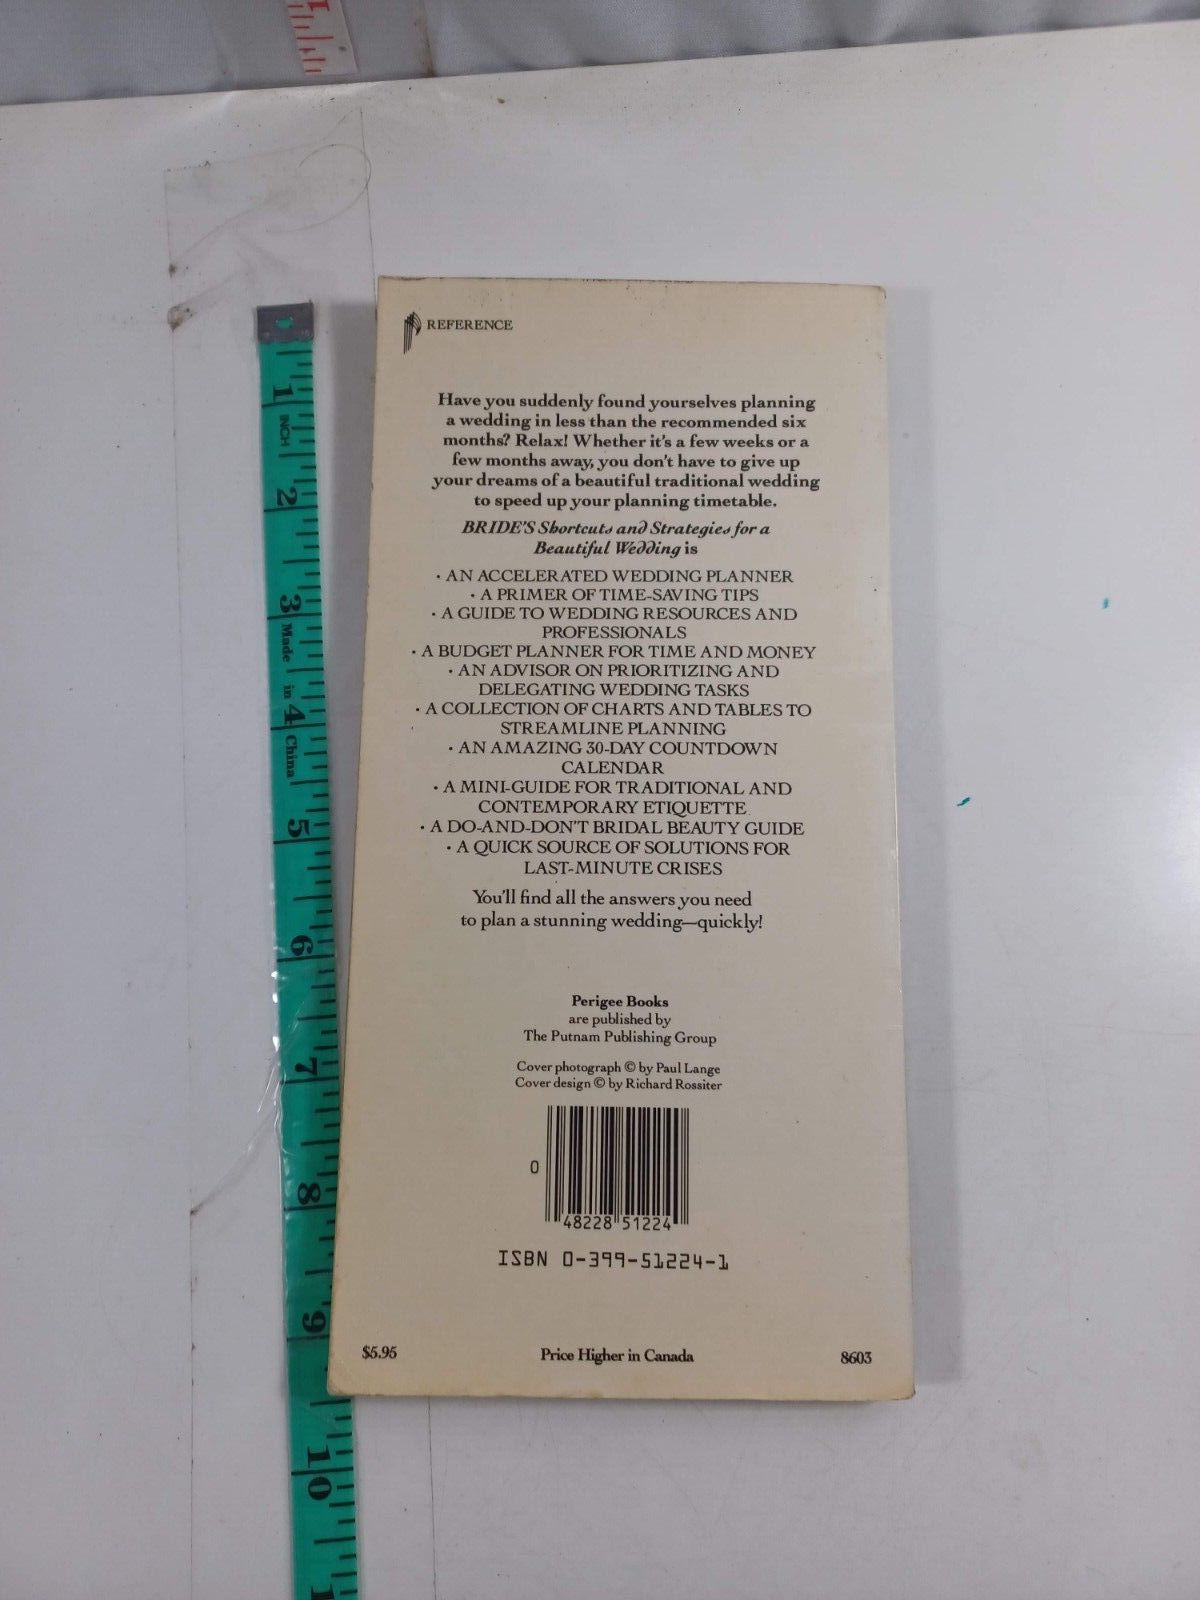 REFERENCE
Have you suddenly found yourselves planning
a wedding in less than the recommended six
months? Relax! Whether it's a few weeks or a
few months away, you don't have to give up
your dreams of a beautiful traditional wedding
to speed up your planning timetable.
BRIDE'S Shortcuts and Strategies for a
Beautiful Wedding is
• AN ACCELERATED WEDDING PLANNER
• A PRIMER OF TIME-SAVING TIPS
• A GUIDE TO WEDDING RESOURCES AND
PROFESSIONALS
• A BUDGET PLANNER FOR TIME AND MONEY
• AN ADVISOR ON PRIORITIZING AND
DELEGATING WEDDING TASKS
• A COLLECTION OF CHARTS AND TABLES TO
STREAMLINE PLANNING
• AN AMAZING 30-DAY COUNTDOWN
CALENDAR
• A MINI-GUIDE FOR TRADITIONAL AND
CONTEMPORARY ETIQUETTE
• A DO-AND-DON'T BRIDAL BEAUTY GUIDE
• A QUICK SOURCE OF SOLUTIONS FOR
LAST-MINUTE CRISES
You'll find all the answers you need
to plan a stunning wedding—quickly!
Perigee Books
are published by
The Putnam Publishing Group
Cover photograph © by Paul Lange
Cover design © by Richard Rossiter
0 48228 51224
ISBN 0-399-51224-1
$5.95 Price Higher in Canada 8603
1 INCH 2 3 Made in 4 China 5 6 7 8 9 10 1
1